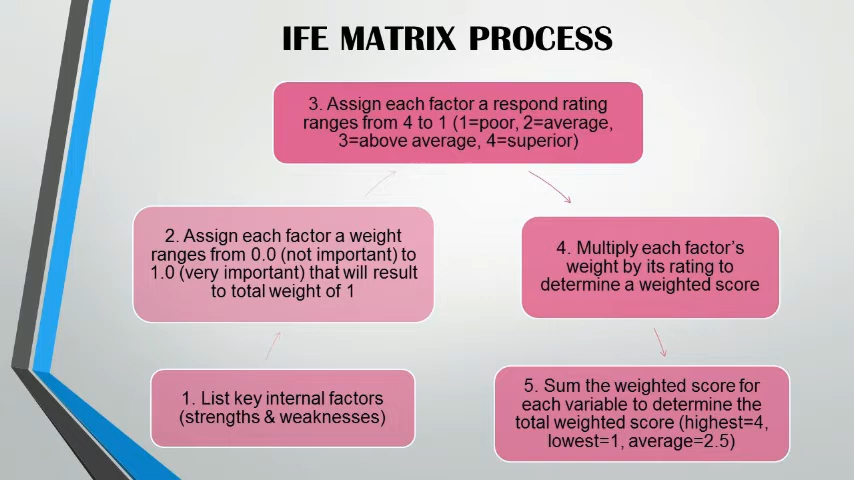 IFE MATRIX PROCESS
3. Assign each factor a respond rating
ranges from 4 to 1 (1=poor, 2=average,
3=above average, 4=superior)
2. Assign each factor a weight
ranges from 0.0 (not important) to
1.0 (very important) that will result
to total weight of 1
4. Multiply each factor's
weight by its rating to
determine a weighted score
1. List key internal factors
(strengths & weaknesses)
5. Sum the weighted score for
each variable to determine the
total weighted score (highest=4,
lowest=1, average=2.5)